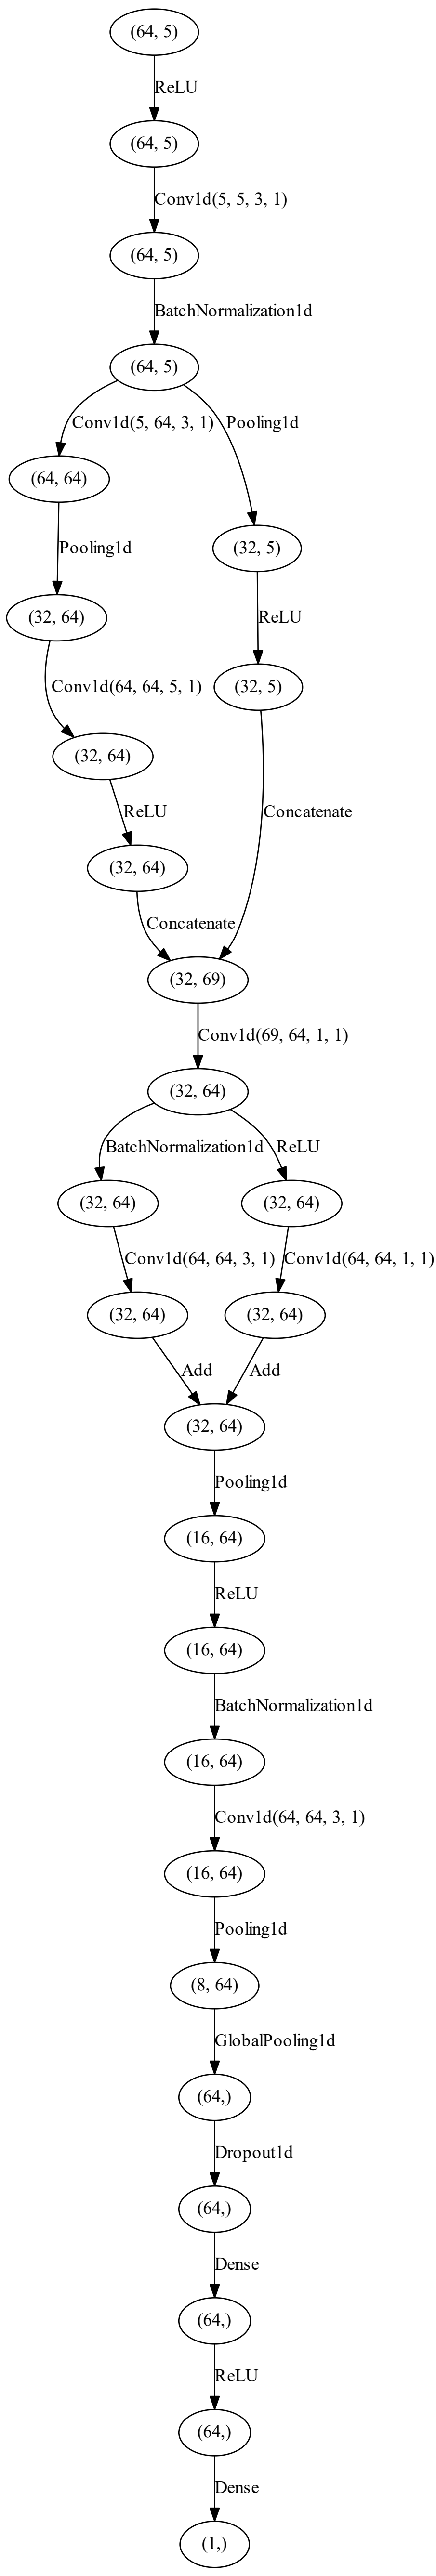 (64, 5)
ReLU
(64, 5)
Conv1d(5, 5, 3, 1)
(64, 5)
BatchNormalization1d
(64, 5)
Conv1d(5, 64, 3, 1)
Pooling1d
(64, 64)
(32, 5)
Pooling1d
ReLU
(32, 64)
(32, 5)
Conv1d(64, 64, 5, 1)
(32, 64)
Concatenate
ReLU
(32, 64)
Concatenate
(32, 69)
Conv1d(69, 64, 1, 1)
(32, 64)
BatchNormalization1d
ReLU
(32, 64)
(32, 64)
Conv1d(64, 64, 3, 1)
Conv1d(64, 64, 1, 1)
(32, 64)
(32, 64)
Add
Add
(32, 64)
Pooling1d
(16, 64)
ReLU
(16, 64)
BatchNormalization1d
(16, 64)
Conv1d(64, 64, 3, 1)
(16, 64)
Pooling1d
(8, 64)
GlobalPooling1d
(64,)
Dropout1d
(64,)
Dense
(64,)
ReLU
(64,)
Dense
(1,)